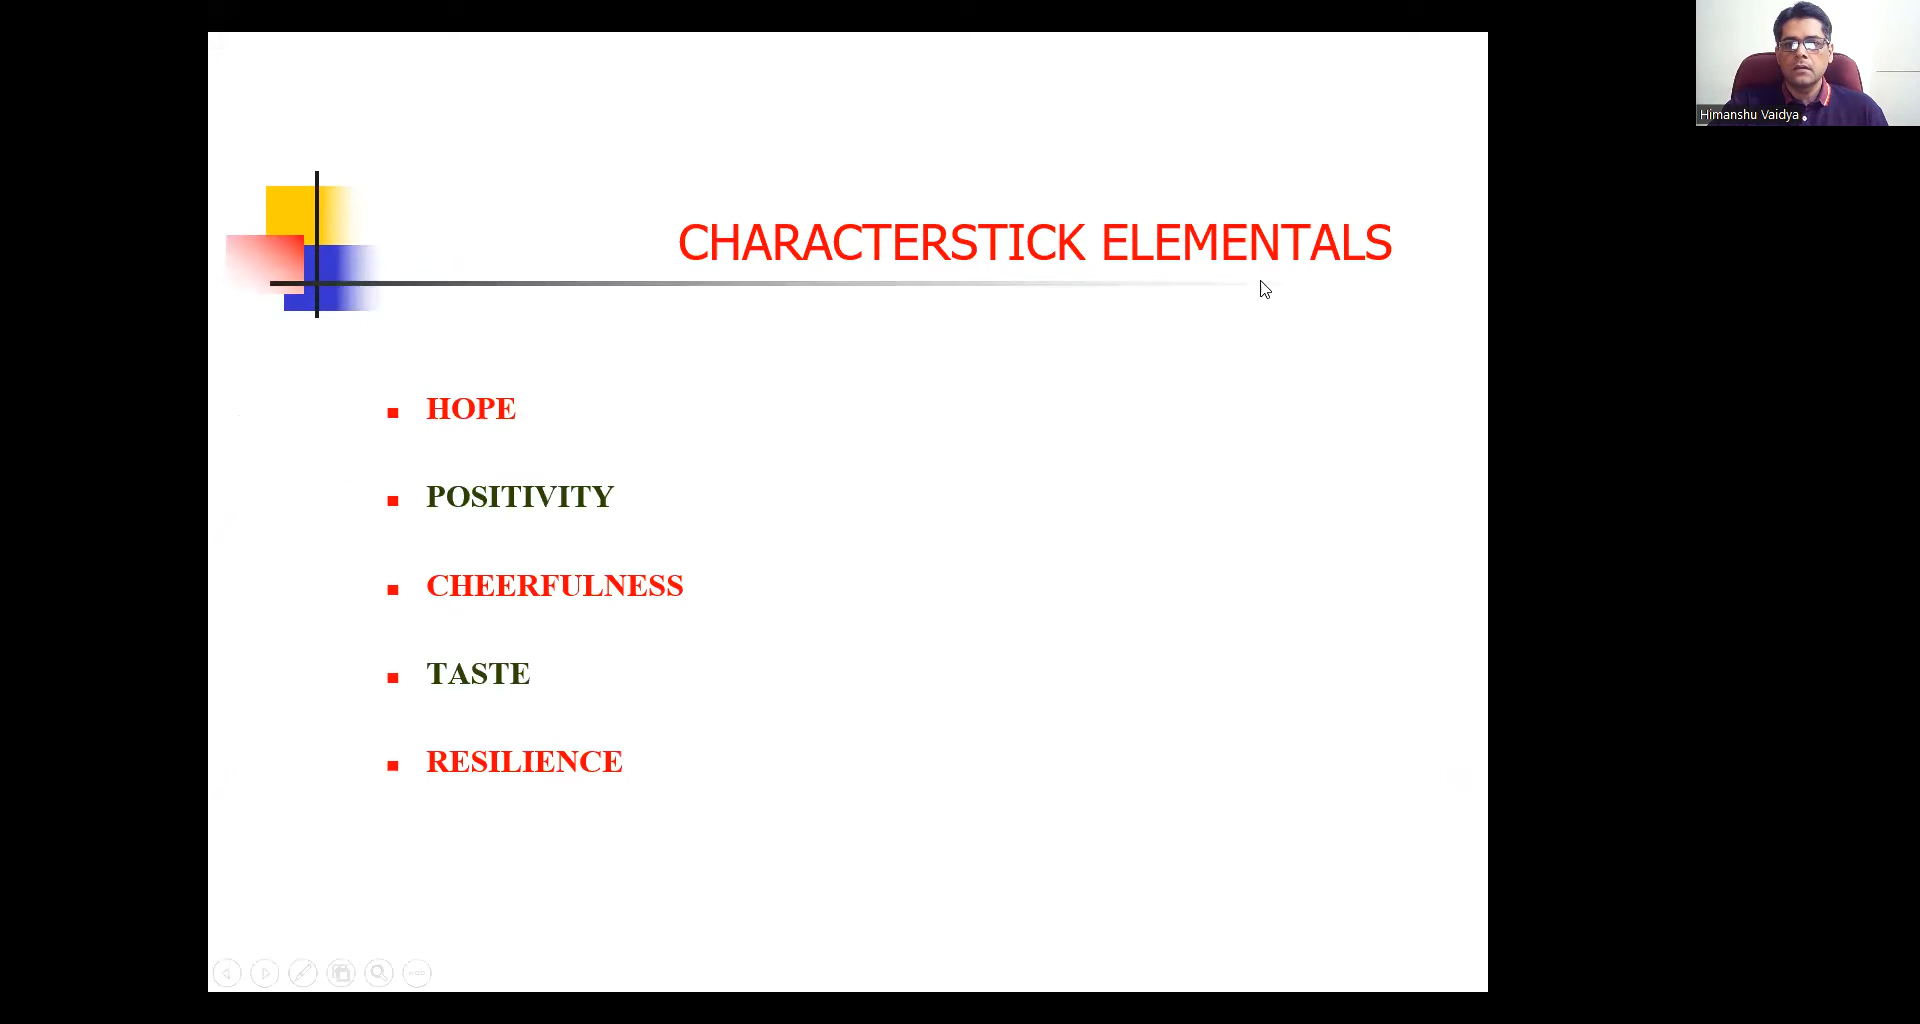 CHARACTERSTICK ELEMENTALS
HOPE
POSITIVITY
CHEERFULNESS
TASTE
RESILIENCE
Himanshu Vaidya